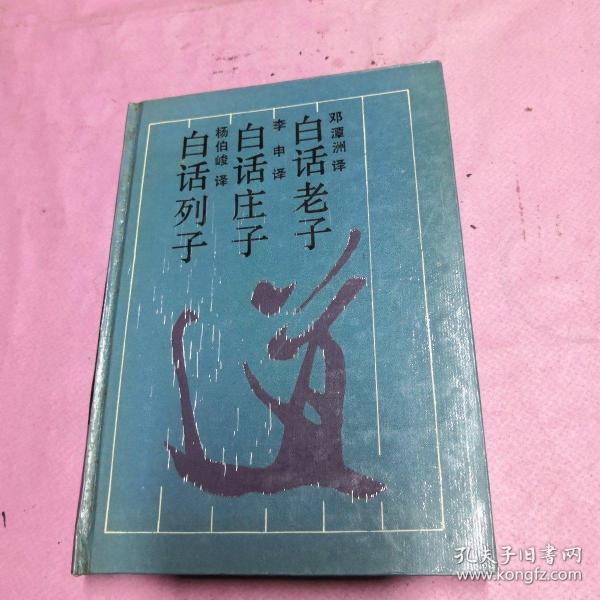 邓潭洲译
白话老子
李申译
白话庄子
杨伯峻译
白话列子
道
孔夫子旧书网
www.kongfz.com